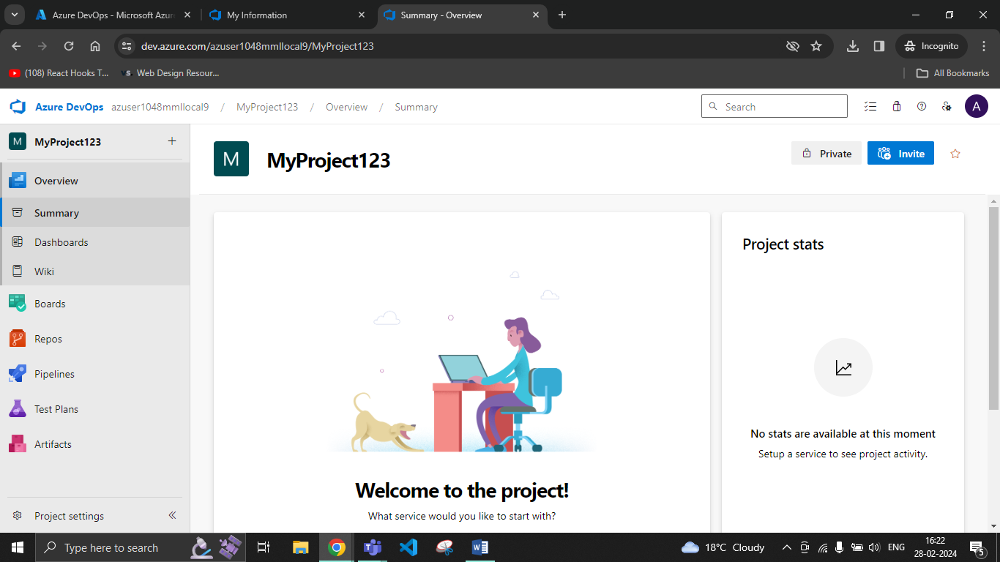 Azure DevOps - Microsoft Azure
My Information
Summary - Overview
dev.azure.com/azuser1048mmllocal9/MyProject123
Incognito
(108) React Hooks T...
VS
Web Design Resour...
All Bookmarks
Azure DevOps
azuser1048mmllocal9 / MyProject123 / Overview / Summary
Search
A
M
MyProject123
Overview
Summary
Dashboards
Wiki
Boards
Repos
Pipelines
Test Plans
Artifacts
Project settings
M
MyProject123
Private
Invite
Welcome to the project!
What service would you like to start with?
Project stats
No stats are available at this moment
Setup a service to see project activity.
Type here to search
18°C Cloudy
ENG
16:22
28-02-2024
5